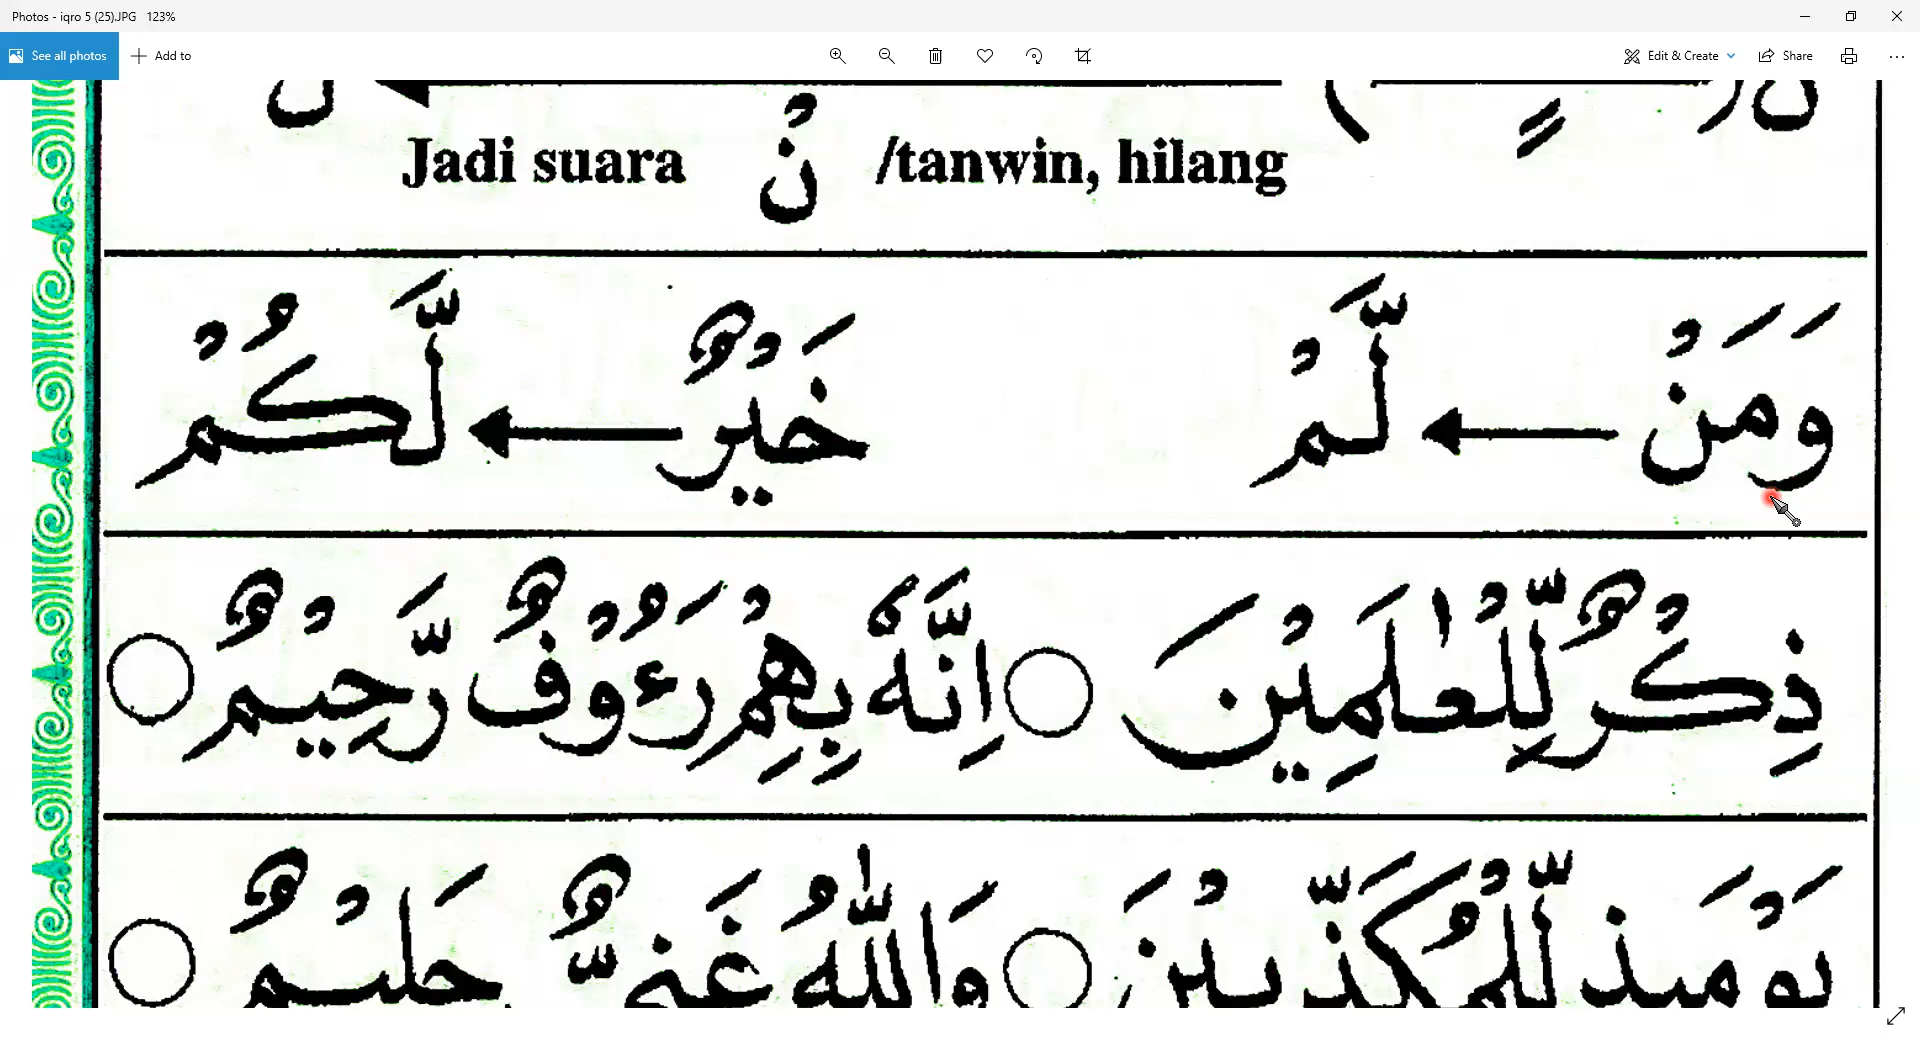 Photos - iqro 5 (25).JPG 123%
See all photos
Add to
Edit & Create
Share
Jadi suara نْ /tanwin, hilang
وَمَنْ لَّمْ خَيْرٌ لَّكُمْ
ذِكْرٌ لِّلْعٰلَمِيْنَ اِنَّهٗ بِهِمْ رَءُوْفٌ رَّحِيْمٌ
يَوْمَئِذٍ لِّلْمُكَذِّبِيْنَ وَاللّٰهُ غَنِيٌّ حَلِيْمٌ